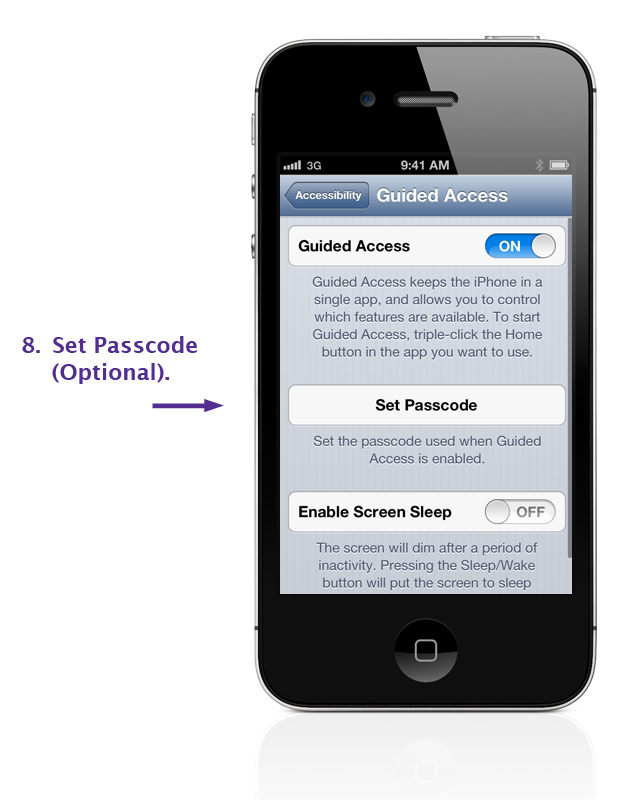 8. Set Passcode
(Optional).
3G 9:41 AM
Accessibility Guided Access
Guided Access ON
Guided Access keeps the iPhone in a
single app, and allows you to control
which features are available. To start
Guided Access, triple-click the Home
button in the app you want to use.
Set Passcode
Set the passcode used when Guided
Access is enabled.
Enable Screen Sleep OFF
The screen will dim after a period of
inactivity. Pressing the Sleep/Wake
button will put the screen to sleep